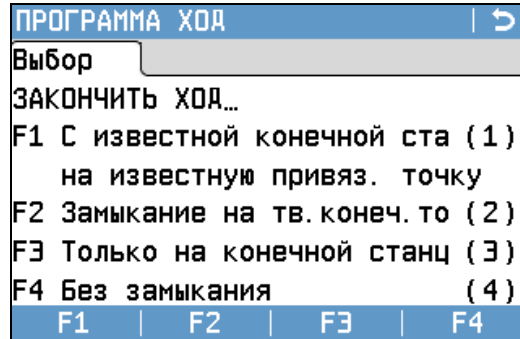 ПРОГРАММА ХОД
Выбор
ЗАКОНЧИТЬ ХОД…
F1 С известной конечной ста (1)
на известную привяз. точку
F2 Замыкание на тв.конеч.то (2)
F3 Только на конечной станц (3)
F4 Без замыкания (4)
F1 | F2 | F3 | F4